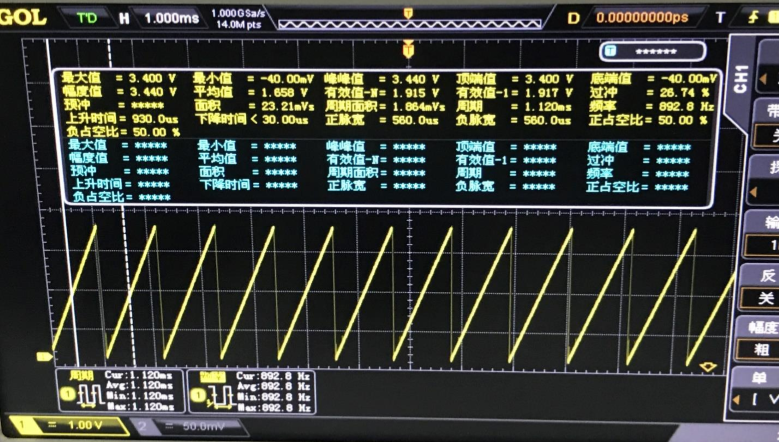 GOL T'D H 1.000ms 1.000GSa/s D 0.00000000ps T
14.0M pts
T ******
最大值 = 3.400 V 最小值 = -40.00mV 峰峰值 = 3.440 V 顶端值 = 3.400 V 底端值 = -40.00mV
幅度值 = 3.440 V 平均值 = 1.658 V 有效值-N= 1.915 V 有效值-1 = 1.917 V 过冲 = 26.74 %
预冲 = ***** 面积 = 23.21mVs 周期面积= 1.864mVs 周期 = 1.120ms 频率 = 892.8 Hz
上升时间 = 930.0us 下降时间 < 30.00us 正脉宽 = 560.0us 负脉宽 = 560.0us 正占空比= 50.00 %
负占空比= 50.00 %
最大值 = ***** 最小值 = ***** 峰峰值 = ***** 顶端值 = ***** 底端值 = *****
幅度值 = ***** 平均值 = ***** 有效值-N= ***** 有效值-1 = ***** 过冲 = *****
预冲 = ***** 面积 = ***** 周期面积= ***** 周期 = ***** 频率 = *****
上升时间 = ***** 下降时间 = ***** 正脉宽 = ***** 负脉宽 = ***** 正占空比= *****
负占空比= *****
CH1
反
关
幅度
粗
单
[ V
周期 Cur:1.120ms
Avg:1.120ms
Min:1.120ms
Max:1.120ms
1
Cur:892.8 Hz
Avg:892.8 Hz
Min:892.8 Hz
Max:892.8 Hz
1
1 = 1.00 V 2 = 50.0mV